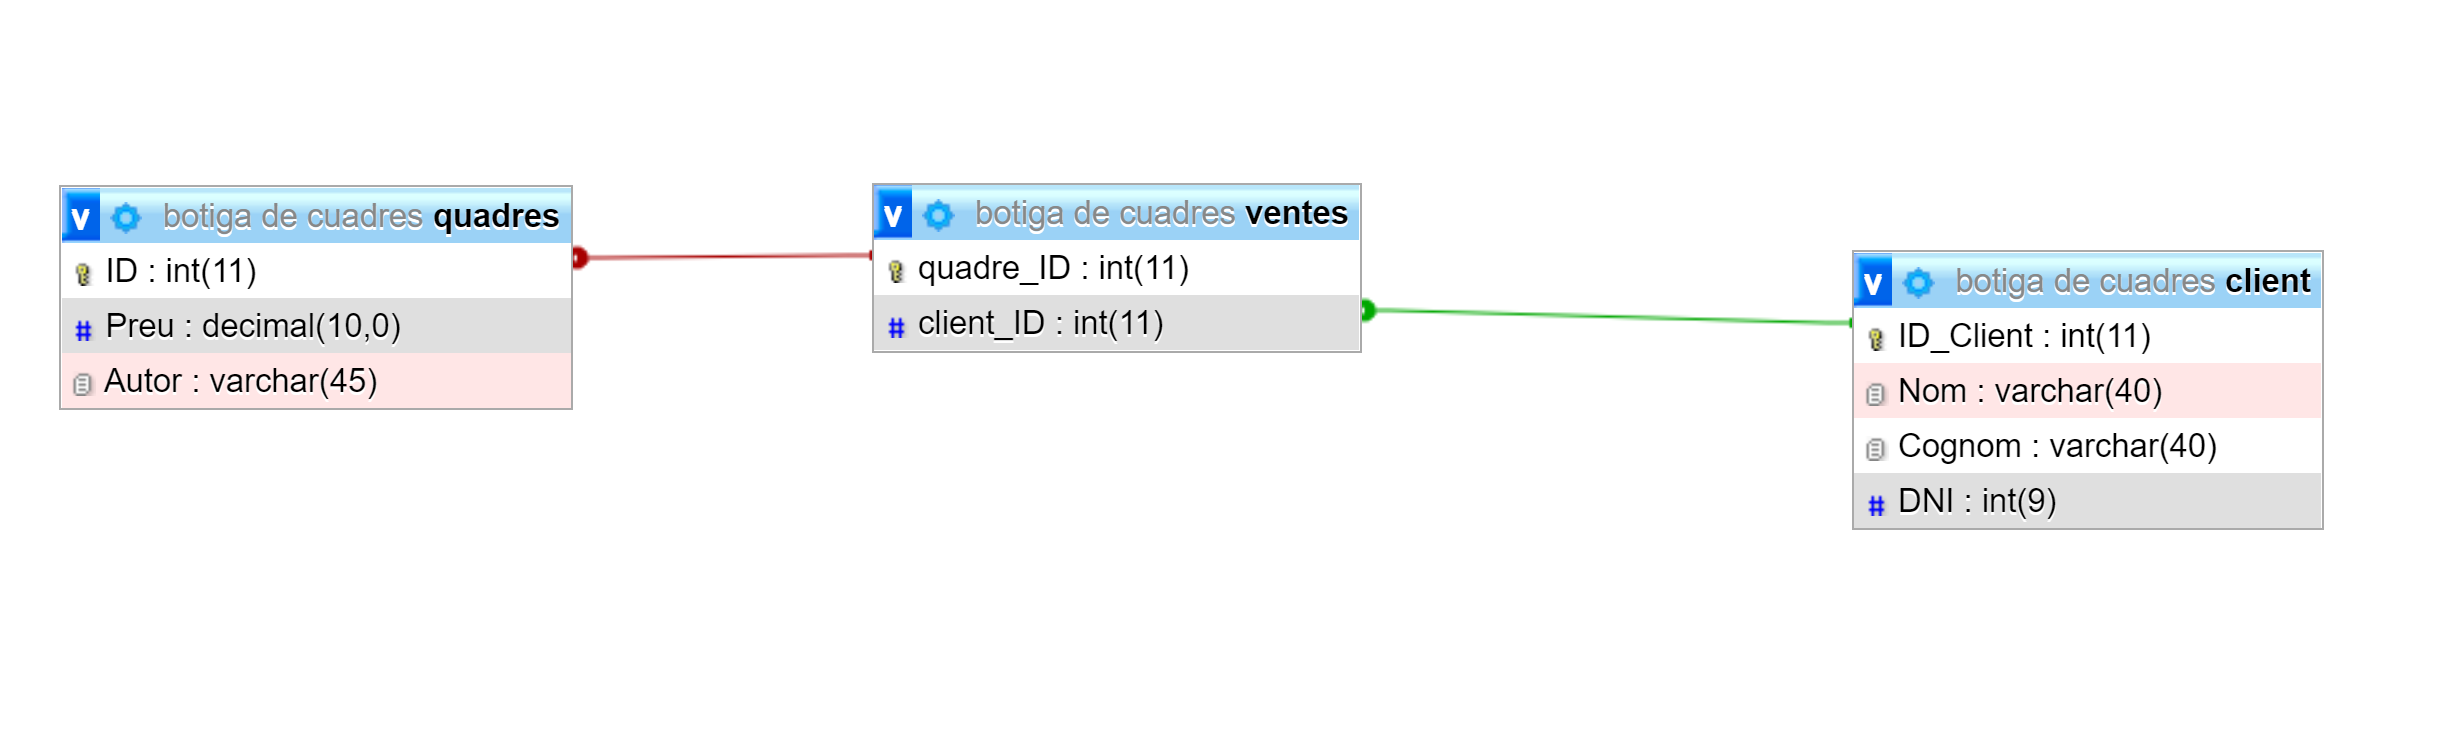 v botiga de cuadres quadres
ID : int(11)
# Preu : decimal(10,0)
Autor : varchar(45)
v botiga de cuadres ventes
quadre_ID : int(11)
# client_ID : int(11)
v botiga de cuadres client
ID_Client : int(11)
Nom : varchar(40)
Cognom : varchar(40)
# DNI : int(9)